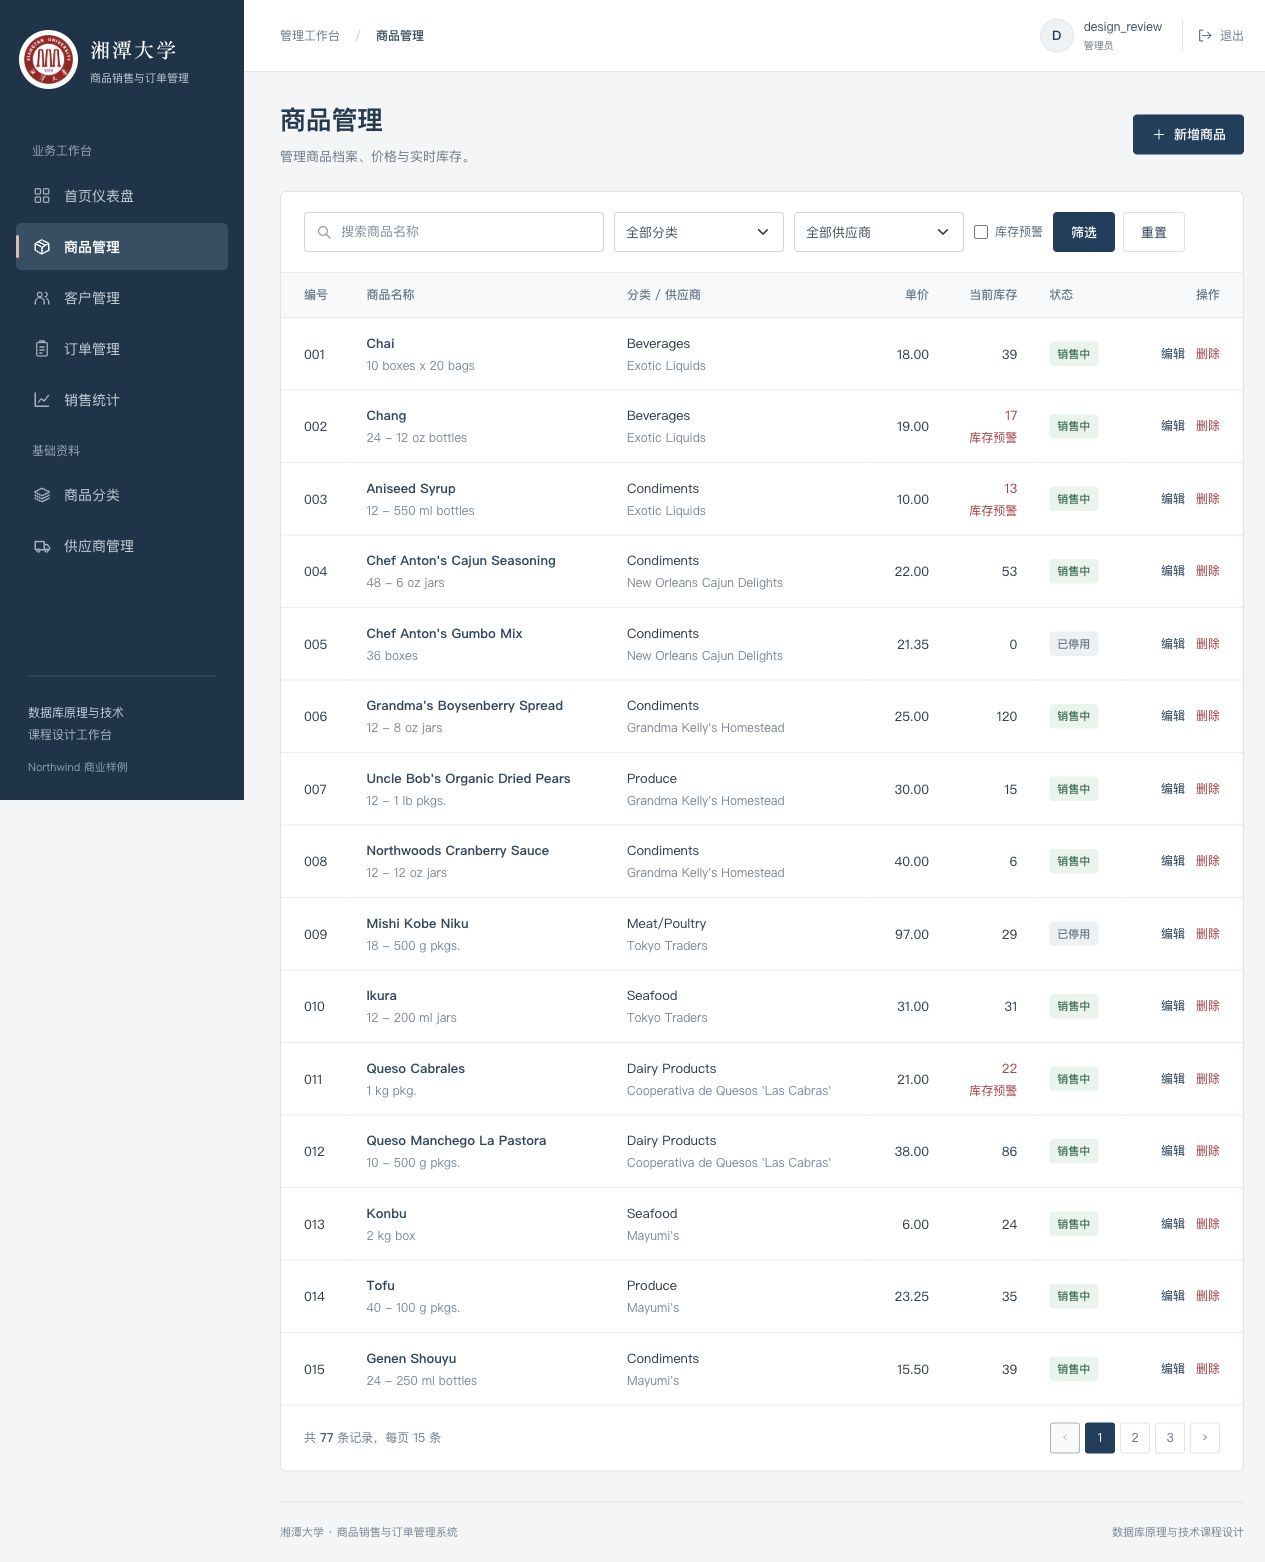 湘潭大学
商品销售与订单管理
业务工作台
首页仪表盘
商品管理
客户管理
订单管理
销售统计
基础资料
商品分类
供应商管理
数据库原理与技术
课程设计工作台
Northwind 商业样例
管理工作台 / 商品管理
D design_review
管理员
退出
商品管理
管理商品档案、价格与实时库存。
+ 新增商品
搜索商品名称 全部分类 全部供应商 库存预警 筛选 重置
编号 商品名称 分类 / 供应商 单价 当前库存 状态 操作
001 Chai Beverages 18.00 39 销售中 编辑 删除
10 boxes x 20 bags Exotic Liquids
002 Chang Beverages 19.00 17 销售中 编辑 删除
24 – 12 oz bottles Exotic Liquids 库存预警
003 Aniseed Syrup Condiments 10.00 13 销售中 编辑 删除
12 – 550 ml bottles Exotic Liquids 库存预警
004 Chef Anton's Cajun Seasoning Condiments 22.00 53 销售中 编辑 删除
48 – 6 oz jars New Orleans Cajun Delights
005 Chef Anton's Gumbo Mix Condiments 21.35 0 已停用 编辑 删除
36 boxes New Orleans Cajun Delights
006 Grandma's Boysenberry Spread Condiments 25.00 120 销售中 编辑 删除
12 – 8 oz jars Grandma Kelly's Homestead
007 Uncle Bob's Organic Dried Pears Produce 30.00 15 销售中 编辑 删除
12 – 1 lb pkgs. Grandma Kelly's Homestead
008 Northwoods Cranberry Sauce Condiments 40.00 6 销售中 编辑 删除
12 – 12 oz jars Grandma Kelly's Homestead
009 Mishi Kobe Niku Meat/Poultry 97.00 29 已停用 编辑 删除
18 – 500 g pkgs. Tokyo Traders
010 Ikura Seafood 31.00 31 销售中 编辑 删除
12 – 200 ml jars Tokyo Traders
011 Queso Cabrales Dairy Products 21.00 22 销售中 编辑 删除
1 kg pkg. Cooperativa de Quesos 'Las Cabras' 库存预警
012 Queso Manchego La Pastora Dairy Products 38.00 86 销售中 编辑 删除
10 – 500 g pkgs. Cooperativa de Quesos 'Las Cabras'
013 Konbu Seafood 6.00 24 销售中 编辑 删除
2 kg box Mayumi's
014 Tofu Produce 23.25 35 销售中 编辑 删除
40 – 100 g pkgs. Mayumi's
015 Genen Shouyu Condiments 15.50 39 销售中 编辑 删除
24 – 250 ml bottles Mayumi's
共 77 条记录，每页 15 条 ‹ 1 2 3 ›
湘潭大学 · 商品销售与订单管理系统 数据库原理与技术课程设计